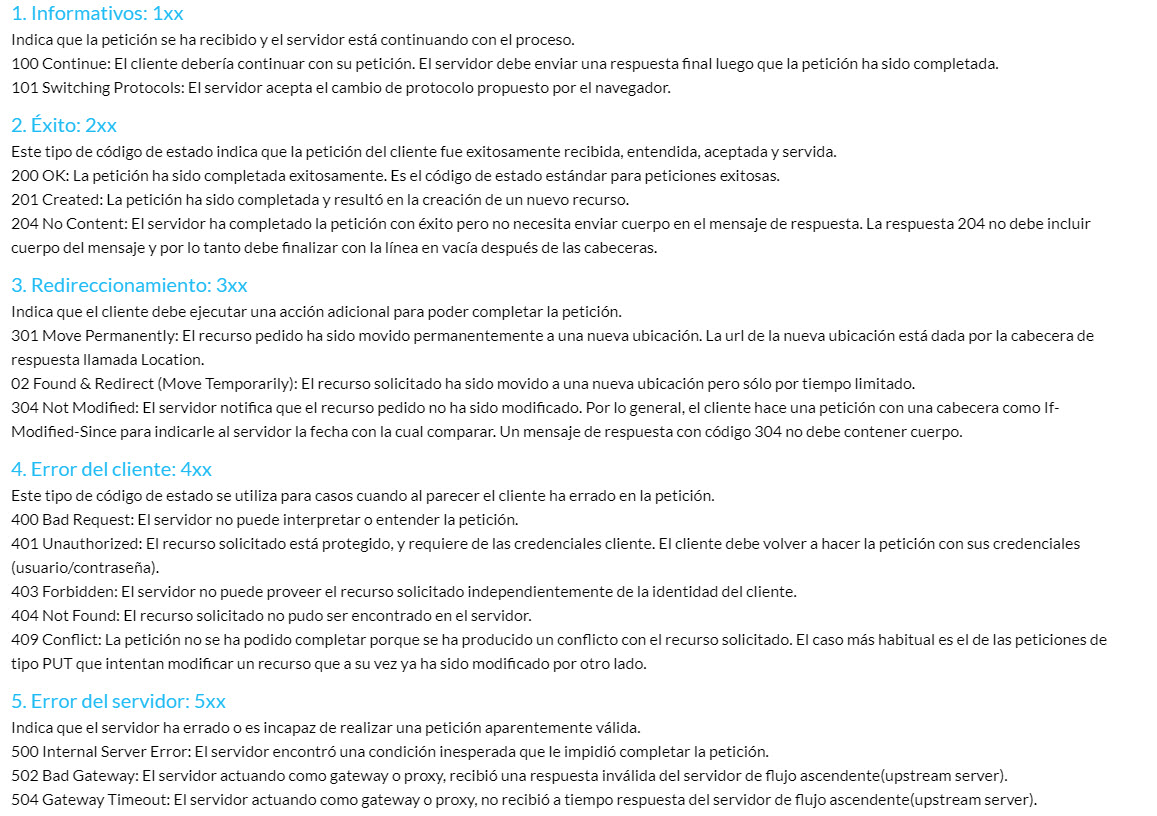 1. Informativos: 1xx
Indica que la petición se ha recibido y el servidor está continuando con el proceso.
100 Continue: El cliente debería continuar con su petición. El servidor debe enviar una respuesta final luego que la petición ha sido completada.
101 Switching Protocols: El servidor acepta el cambio de protocolo propuesto por el navegador.
2. Éxito: 2xx
Este tipo de código de estado indica que la petición del cliente fue exitosamente recibida, entendida, aceptada y servida.
200 OK: La petición ha sido completada exitosamente. Es el código de estado estándar para peticiones exitosas.
201 Created: La petición ha sido completada y resultó en la creación de un nuevo recurso.
204 No Content: El servidor ha completado la petición con éxito pero no necesita enviar cuerpo en el mensaje de respuesta. La respuesta 204 no debe incluir
cuerpo del mensaje y por lo tanto debe finalizar con la línea en vacía después de las cabeceras.
3. Redireccionamiento: 3xx
Indica que el cliente debe ejecutar una acción adicional para poder completar la petición.
301 Move Permanently: El recurso pedido ha sido movido permanentemente a una nueva ubicación. La url de la nueva ubicación está dada por la cabecera de
respuesta llamada Location.
02 Found & Redirect (Move Temporarily): El recurso solicitado ha sido movido a una nueva ubicación pero sólo por tiempo limitado.
304 Not Modified: El servidor notifica que el recurso pedido no ha sido modificado. Por lo general, el cliente hace una petición con una cabecera como If-
Modified-Since para indicarle al servidor la fecha con la cual comparar. Un mensaje de respuesta con código 304 no debe contener cuerpo.
4. Error del cliente: 4xx
Este tipo de código de estado se utiliza para casos cuando al parecer el cliente ha errado en la petición.
400 Bad Request: El servidor no puede interpretar o entender la petición.
401 Unauthorized: El recurso solicitado está protegido, y requiere de las credenciales cliente. El cliente debe volver a hacer la petición con sus credenciales
(usuario/contraseña).
403 Forbidden: El servidor no puede proveer el recurso solicitado independientemente de la identidad del cliente.
404 Not Found: El recurso solicitado no pudo ser encontrado en el servidor.
409 Conflict: La petición no se ha podido completar porque se ha producido un conflicto con el recurso solicitado. El caso más habitual es el de las peticiones de
tipo PUT que intentan modificar un recurso que a su vez ya ha sido modificado por otro lado.
5. Error del servidor: 5xx
Indica que el servidor ha errado o es incapaz de realizar una petición aparentemente válida.
500 Internal Server Error: El servidor encontró una condición inesperada que le impidió completar la petición.
502 Bad Gateway: El servidor actuando como gateway o proxy, recibió una respuesta inválida del servidor de flujo ascendente(upstream server).
504 Gateway Timeout: El servidor actuando como gateway o proxy, no recibió a tiempo respuesta del servidor de flujo ascendente(upstream server).